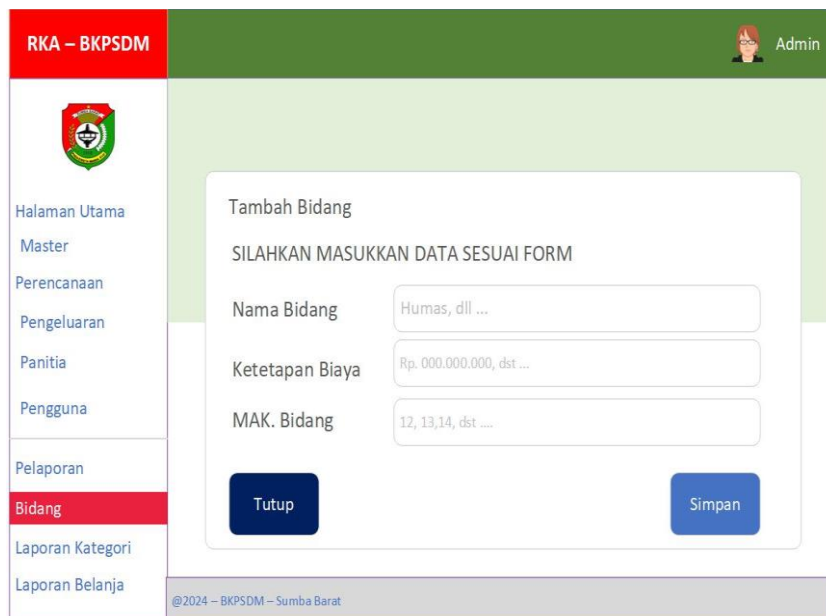 RKA – BKPSDM
Admin
Halaman Utama
Master
Perencanaan
Pengeluaran
Panitia
Pengguna
Pelaporan
Bidang
Laporan Kategori
Laporan Belanja
Tambah Bidang
SILAHKAN MASUKKAN DATA SESUAI FORM
Nama Bidang
Humas, dll ...
Ketetapan Biaya
Rp. 000.000.000, dst ...
MAK. Bidang
12, 13,14, dst ....
Tutup
Simpan
@2024 – BKPSDM – Sumba Barat